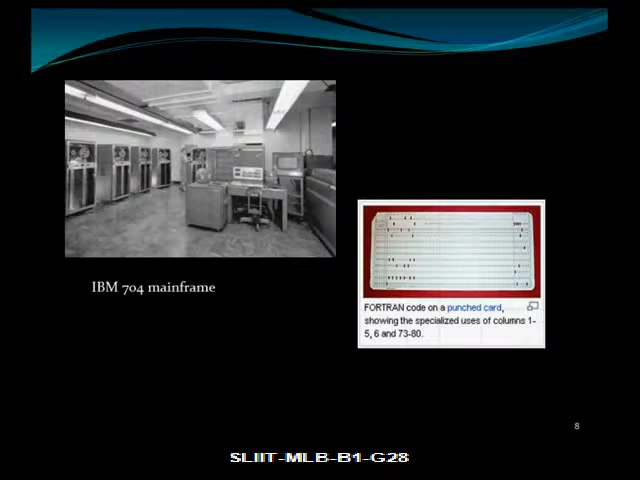 IBM 704 mainframe
FORTRAN code on a punched card,
showing the specialized uses of columns 1-
5, 6 and 73-80.
8
SLIIT-MLB-B1-G28